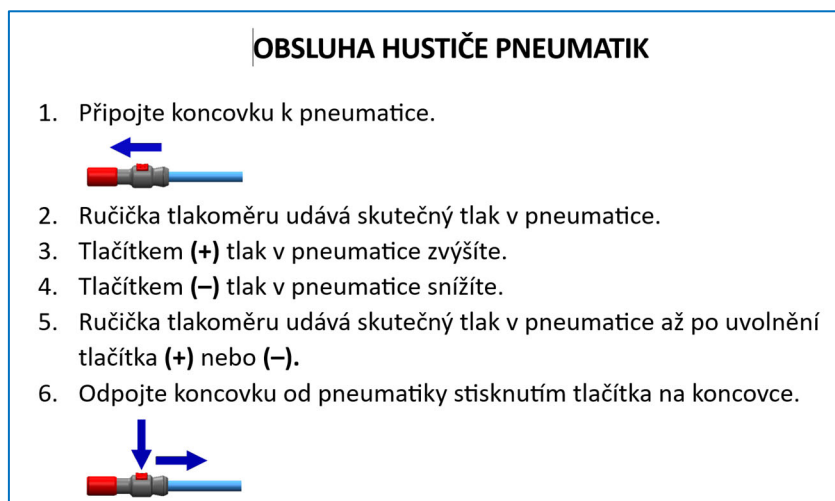 OBSLUHA HUSTIČE PNEUMATIK
1. Připojte koncovku k pneumatice.
2. Ručička tlakoměru udává skutečný tlak v pneumatice.
3. Tlačítkem (+) tlak v pneumatice zvýšíte.
4. Tlačítkem (–) tlak v pneumatice snížíte.
5. Ručička tlakoměru udává skutečný tlak v pneumatice až po uvolnění
tlačítka (+) nebo (–).
6. Odpojte koncovku od pneumatiky stisknutím tlačítka na koncovce.